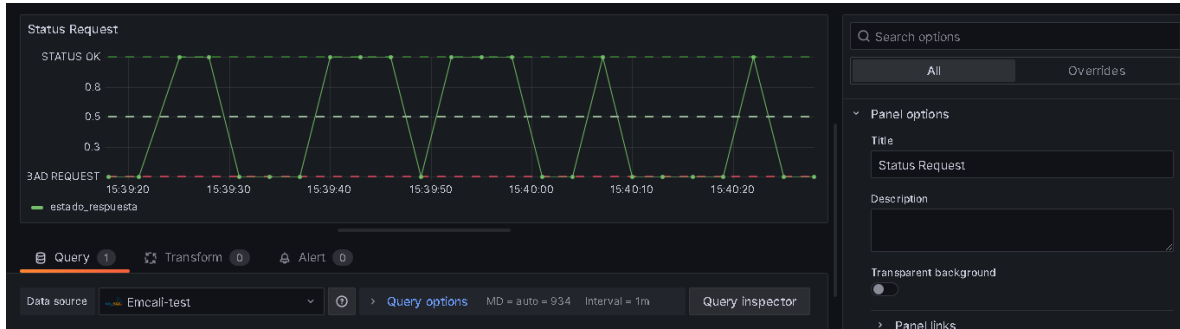 Status Request
STATUS OK
0.8
0.5
0.3
BAD REQUEST
15:39:20 15:39:30 15:39:40 15:39:50 15:40:00 15:40:10 15:40:20
estado_respuesta
Query 1 Transform 0 Alert 0
Data source Emcali-test Query options MD = auto = 934 Interval = 1m Query inspector
Search options
All Overrides
Panel options
Title
Status Request
Description
Transparent background
Panel links